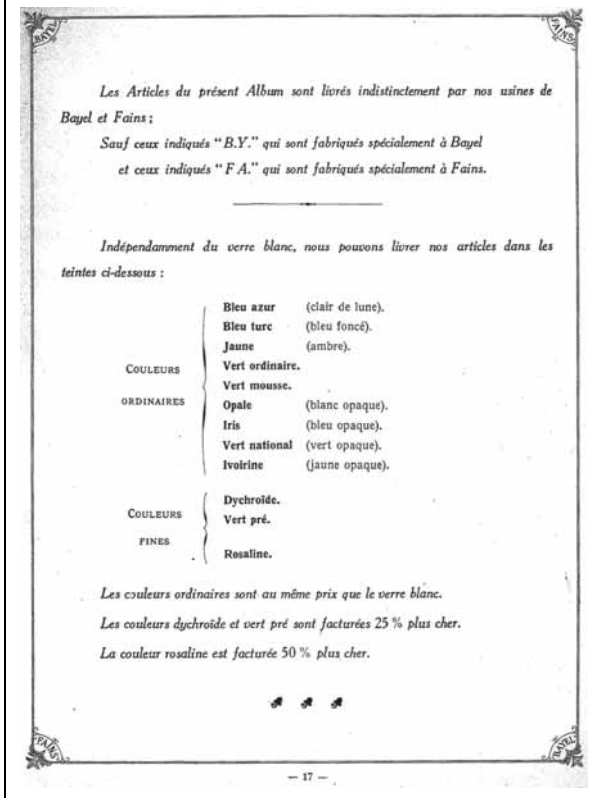 BAYEL
FAINS
Les Articles du présent Album sont livrés indistinctement par nos usines de
Bayel et Fains ;
Sauf ceux indiqués "B.Y." qui sont fabriqués spécialement à Bayel
et ceux indiqués "F A." qui sont fabriqués spécialement à Fains.
Indépendamment du verre blanc, nous pouvons livrer nos articles dans les
teintes ci-dessous :
COULEURS
ORDINAIRES
Bleu azur (clair de lune).
Bleu turc (bleu foncé).
Jaune (ambre).
Vert ordinaire.
Vert mousse.
Opale (blanc opaque).
Iris (bleu opaque).
Vert national (vert opaque).
Ivoirine (jaune opaque).
COULEURS
FINES
Dychroïde.
Vert pré.
Rosaline.
Les couleurs ordinaires sont au même prix que le verre blanc.
Les couleurs dychroïde et vert pré sont facturées 25 % plus cher.
La couleur rosaline est facturée 50 % plus cher.
FAINS
BAYEL
— 17 —